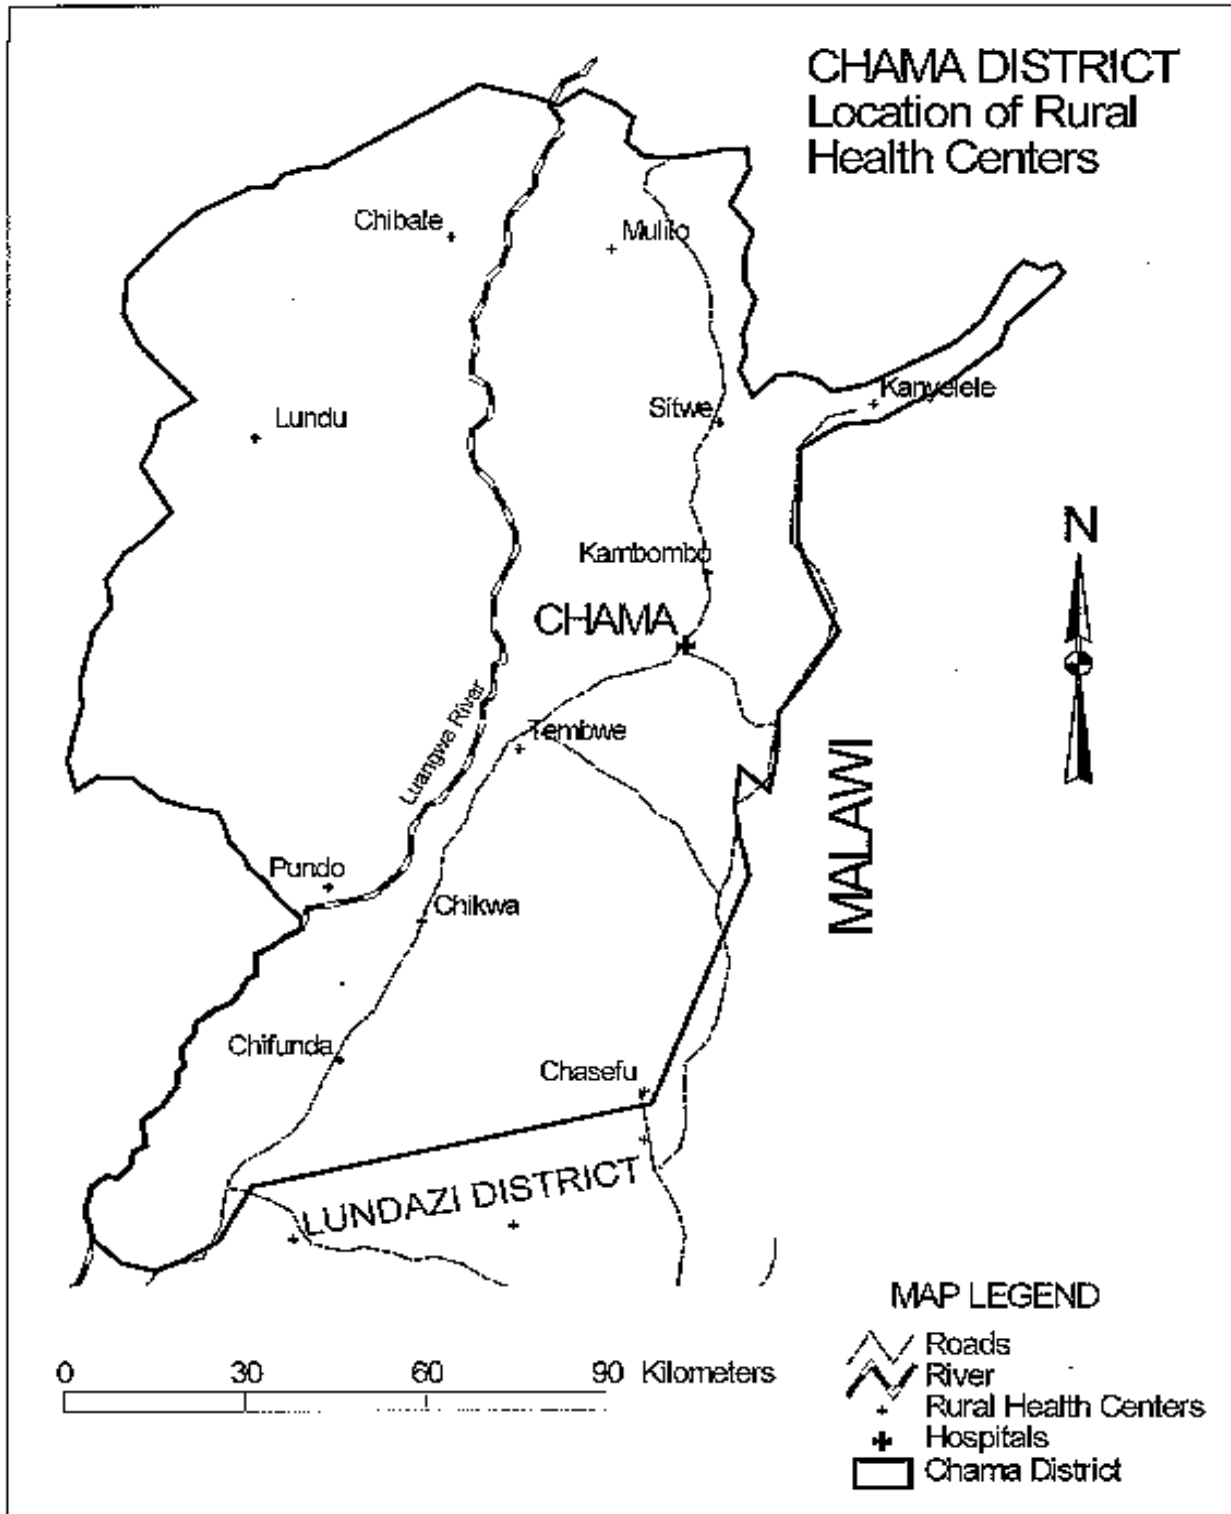 CHAMA DISTRICT
Location of Rural
Health Centers
Chibale
Mulilo
Kanyelele
Sitwe
Lundu
N
Kambombo
CHAMA
Luangwa River
Tembwe
MALAWI
Pundo
Chikwa
Chifunda
Chasefu
LUNDAZI DISTRICT
MAP LEGEND
Roads
River
Rural Health Centers
Hospitals
Chama District
0 30 60 90 Kilometers